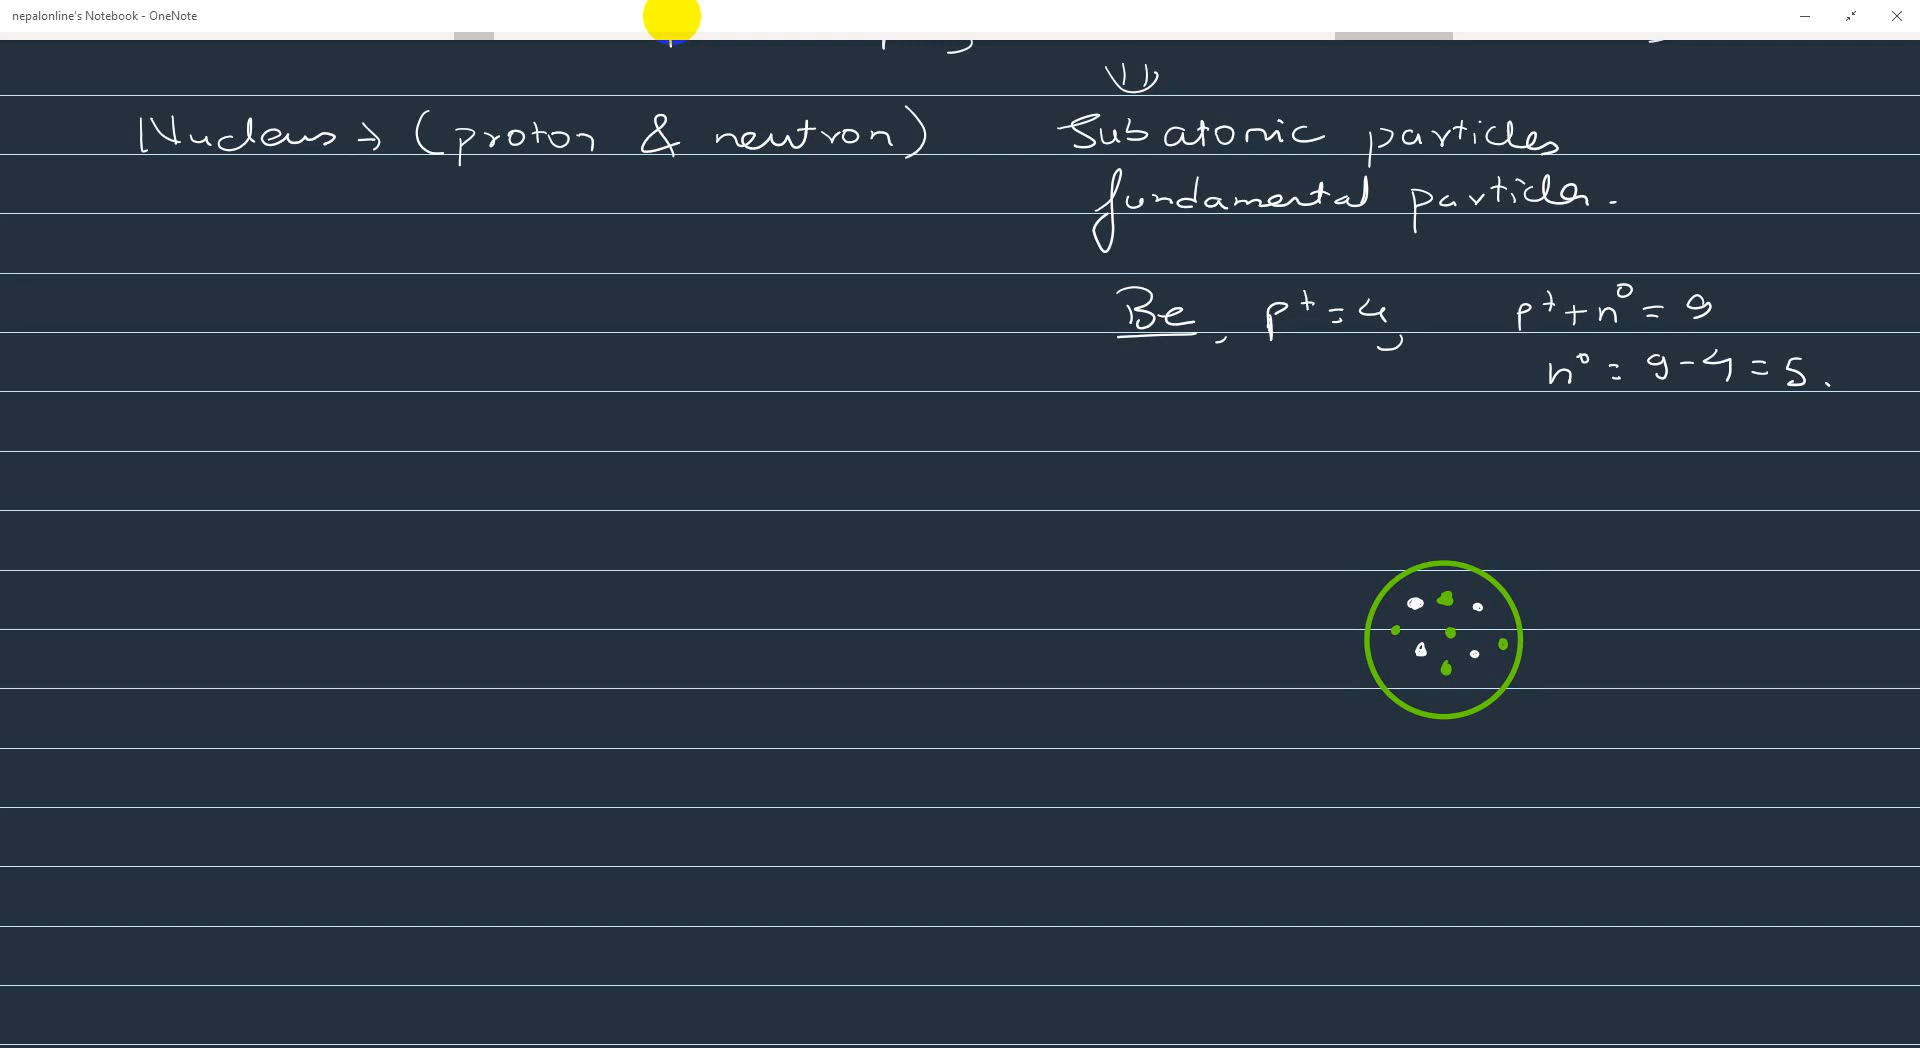 nepalonline's Notebook - OneNote
Nucleus → (proton & neutron)
Subatomic particles
fundamental particles.
Be, p⁺ = 4, p⁺ + n⁰ = 9
n⁰ = 9 - 4 = 5.